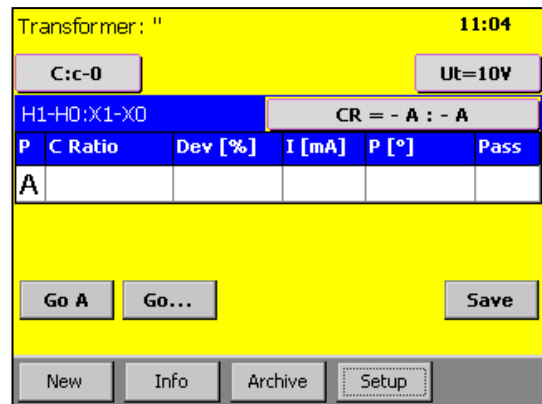 Transformer: '' 11:04
C:c-0 Ut=10V
H1-H0:X1-X0 CR = - A : - A
P C Ratio Dev [%] I [mA] P [°] Pass
A
Go A Go... Save
New Info Archive Setup